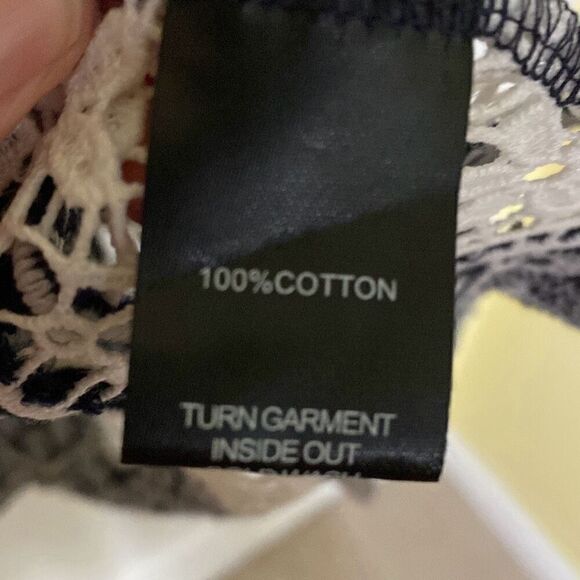 100%COTTON
TURN GARMENT
INSIDE OUT